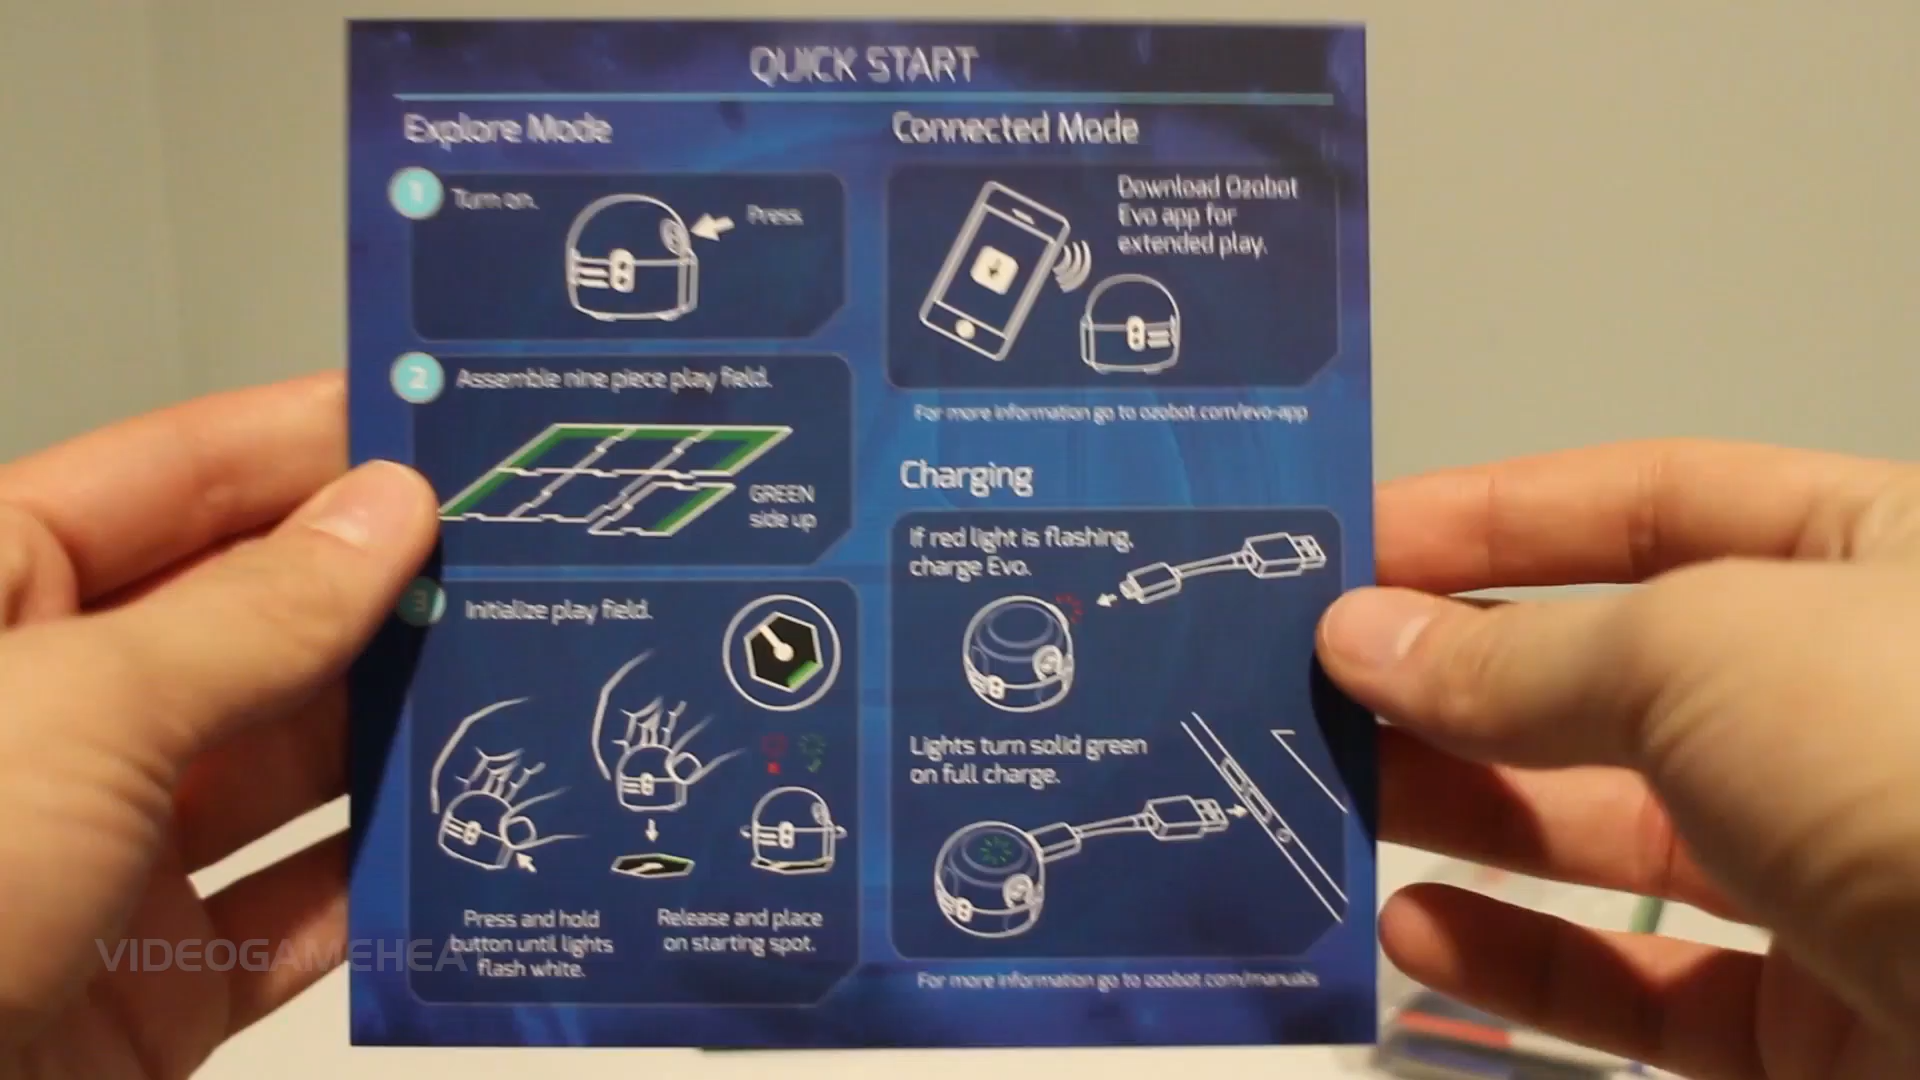 QUICK START
Explore Mode
1
Turn on.
Press.
2
Assemble nine piece play field.
GREEN
side up
3
Initialize play field.
Press and hold
button until lights
flash white.
Release and place
on starting spot.
Connected Mode
Download Ozobot
Evo app for
extended play.
For more information go to ozobot.com/evo-app
Charging
If red light is flashing,
charge Evo.
Lights turn solid green
on full charge.
For more information go to ozobot.com/manuals
VIDEOGAMEHEA